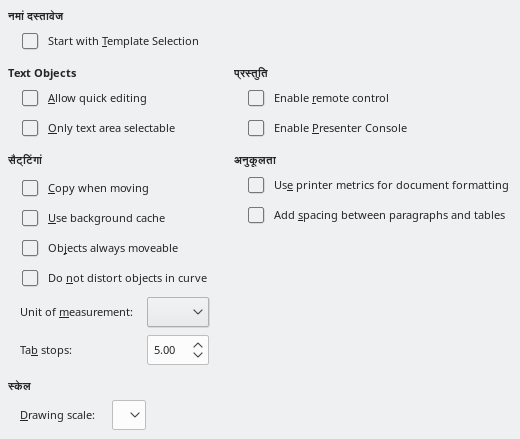 नमां दस्तावेज
Start with Template Selection
Text Objects
Allow quick editing
Only text area selectable
प्रस्तुति
Enable remote control
Enable Presenter Console
सैट्टिंगां
Copy when moving
Use background cache
Objects always moveable
Do not distort objects in curve
Unit of measurement:
Tab stops: 5.00
अनुकूलता
Use printer metrics for document formatting
Add spacing between paragraphs and tables
स्केल
Drawing scale: